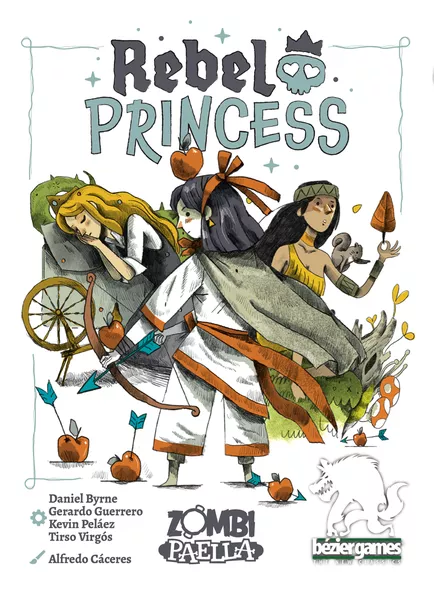 Rebel
PRINCESS
Daniel Byrne
Gerardo Guerrero
Kevin Peláez
Tirso Virgós
Alfredo Cáceres
ZOMBI
PAELLA
béziergames